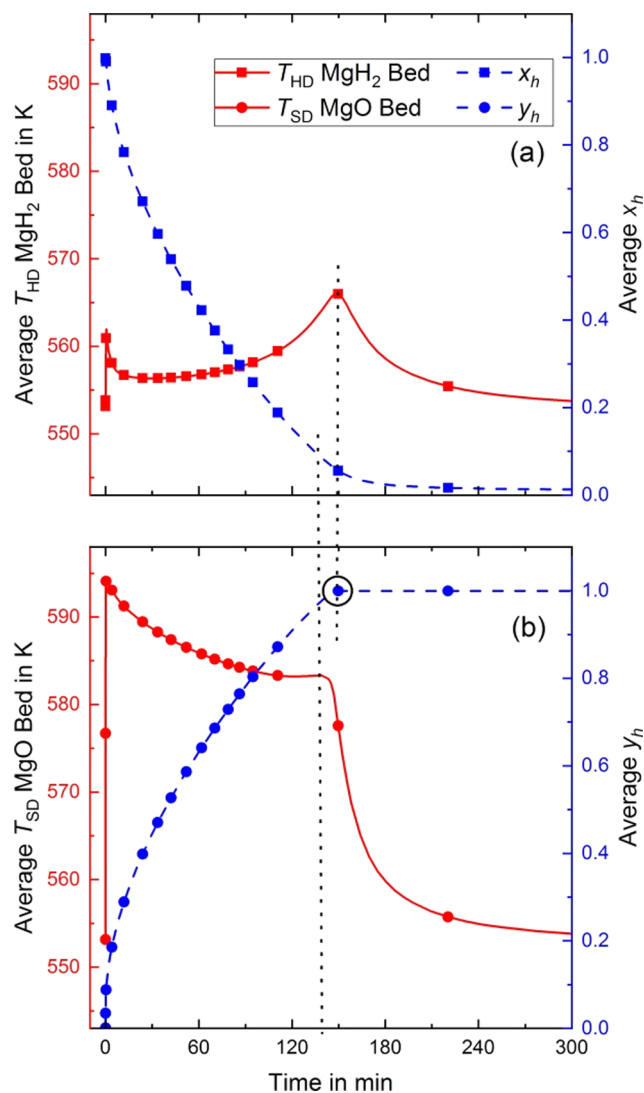 T_HD MgH₂ Bed x_h
T_SD MgO Bed y_h
(a)
Average T_HD MgH₂ Bed in K
590
580
570
560
550
Average x_h
1.0
0.8
0.6
0.4
0.2
0.0
(b)
Average T_SD MgO Bed in K
590
580
570
560
550
Average y_h
1.0
0.8
0.6
0.4
0.2
0.0
0 60 120 180 240 300
Time in min